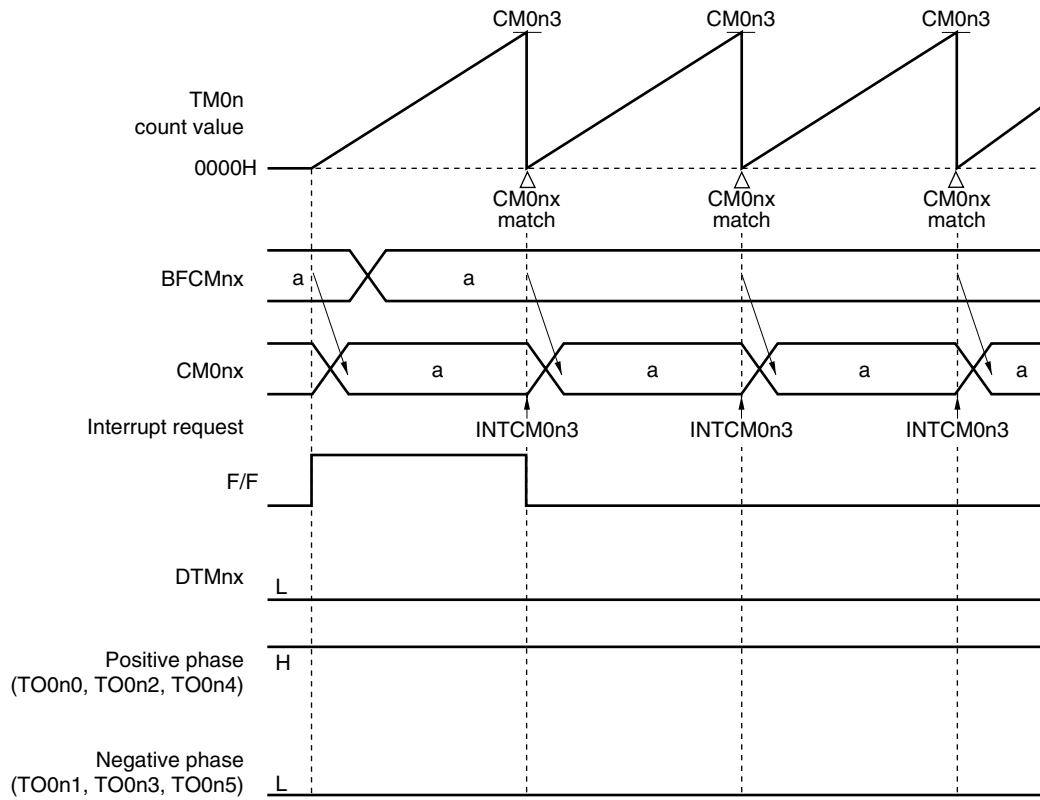 CM0n3 CM0n3 CM0n3
TM0n
count value
0000H
CM0nx CM0nx CM0nx
match match match
BFCMnx a a
CM0nx a a a a
Interrupt request INTCM0n3 INTCM0n3 INTCM0n3
F/F
DTMnx L
Positive phase H
(TO0n0, TO0n2, TO0n4)
Negative phase
(TO0n1, TO0n3, TO0n5) L